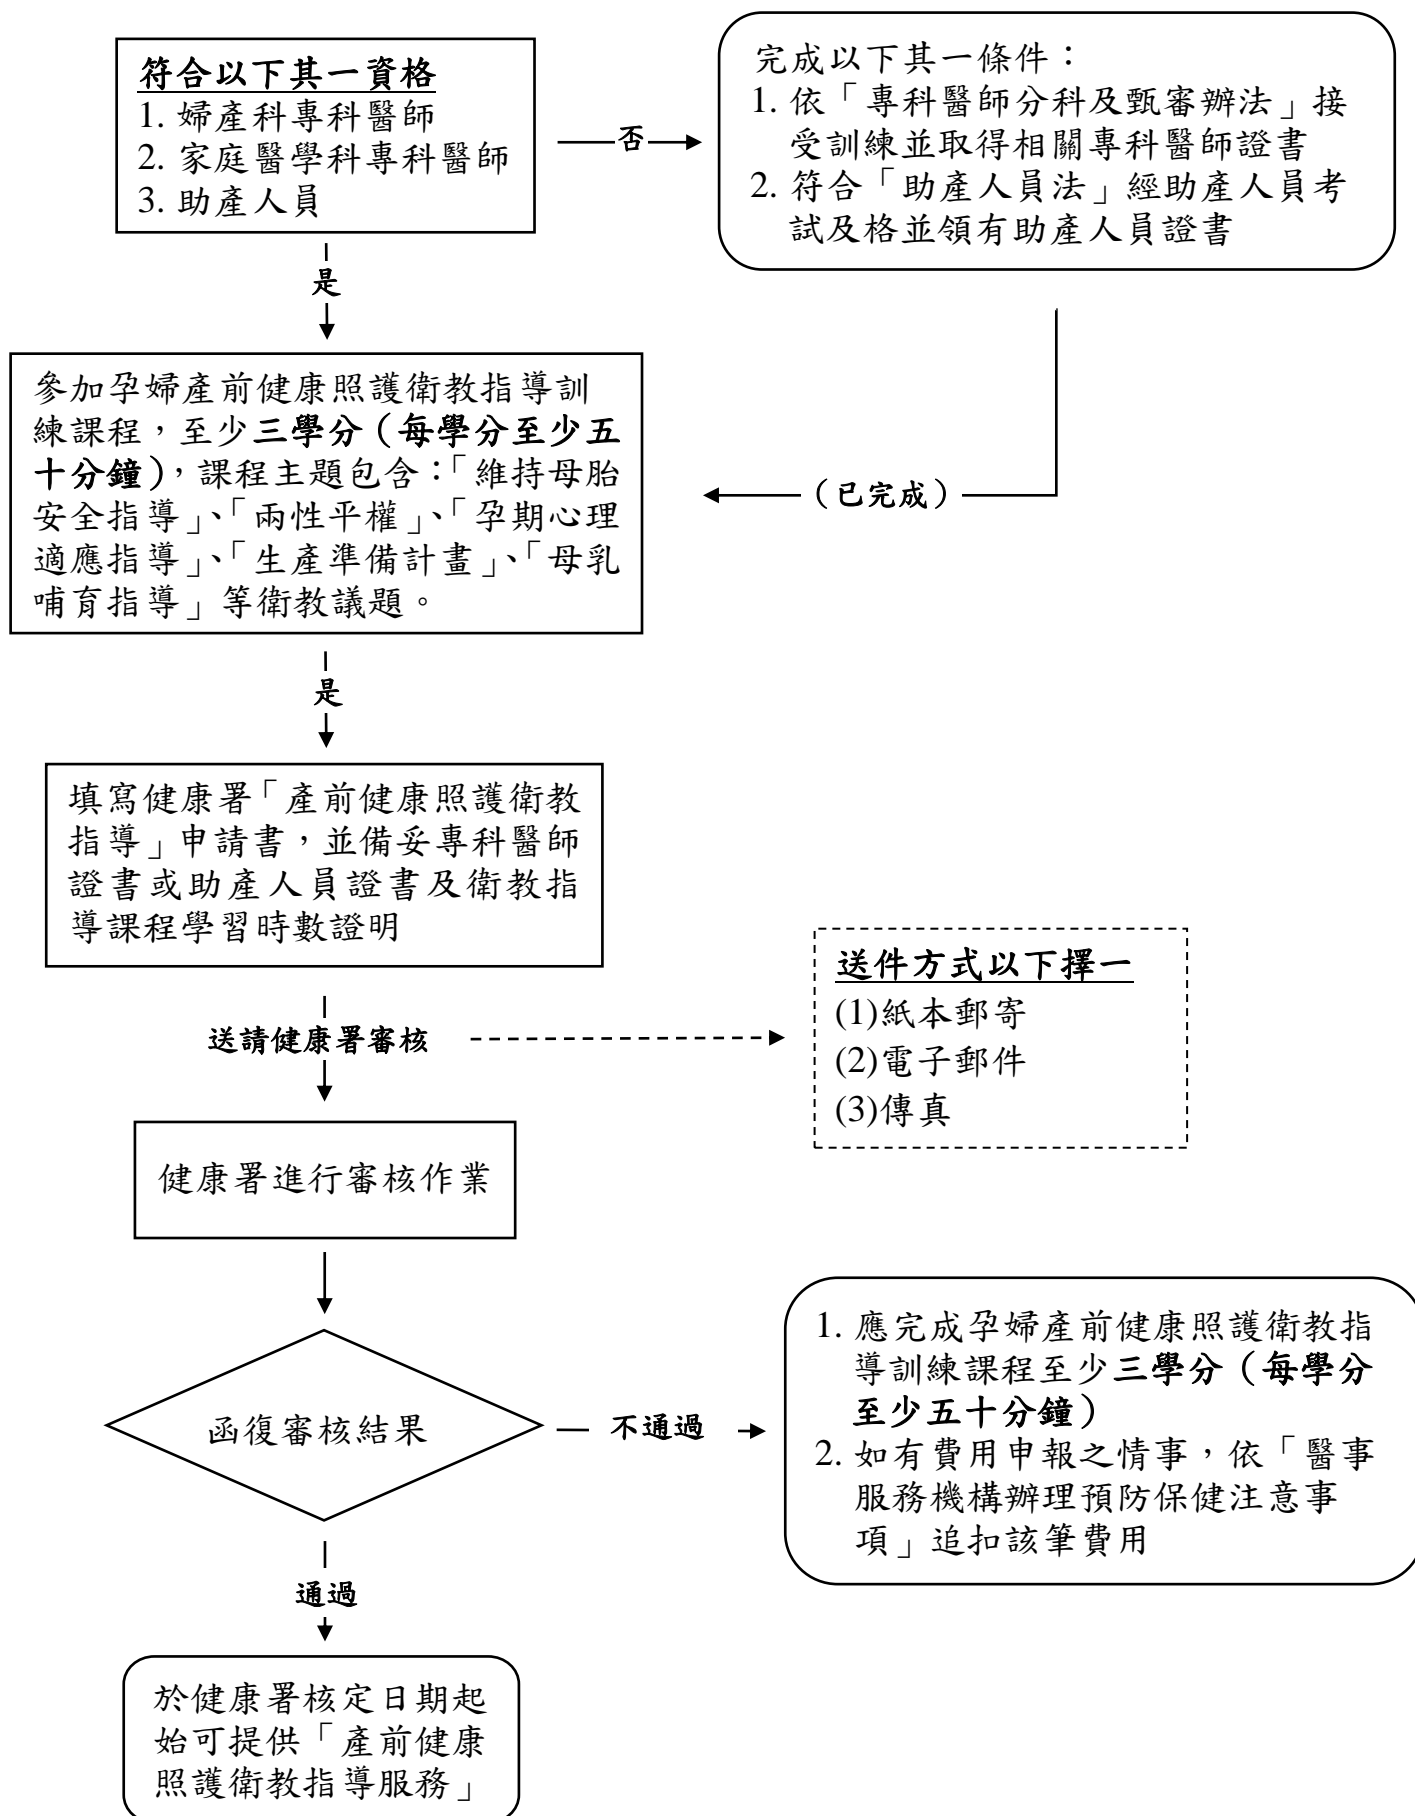 符合以下其一資格
1. 婦產科專科醫師
2. 家庭醫學科專科醫師
3. 助產人員
否
完成以下其一條件：
1. 依「專科醫師分科及甄審辦法」接
受訓練並取得相關專科醫師證書
2. 符合「助產人員法」經助產人員考
試及格並領有助產人員證書
是
參加孕婦產前健康照護衛教指導訓
練課程，至少三學分（每學分至少五
十分鐘），課程主題包含：「維持母胎
安全指導」、「兩性平權」、「孕期心理
適應指導」、「生產準備計畫」、「母乳
哺育指導」等衛教議題。
（已完成）
是
填寫健康署「產前健康照護衛教
指導」申請書，並備妥專科醫師
證書或助產人員證書及衛教指
導課程學習時數證明
送請健康署審核
送件方式以下擇一
(1)紙本郵寄
(2)電子郵件
(3)傳真
健康署進行審核作業
函復審核結果
不通過
1. 應完成孕婦產前健康照護衛教指
導訓練課程至少三學分（每學分
至少五十分鐘）
2. 如有費用申報之情事，依「醫事
服務機構辦理預防保健注意事
項」追扣該筆費用
通過
於健康署核定日期起
始可提供「產前健康
照護衛教指導服務」